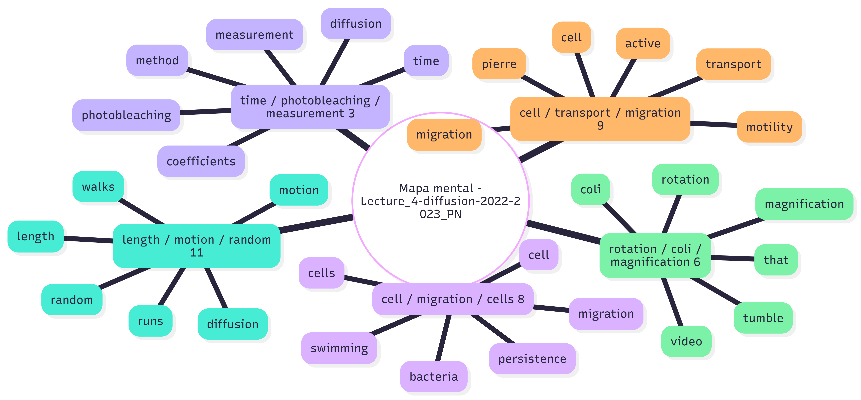 diffusion
measurement
method
time
time / photobleaching /
measurement 3
photobleaching
coefficients
cell
active
pierre
transport
cell / transport / migration
9
migration
motility
Mapa mental -
Lecture_4-diffusion-2022-2
023_PN
walks
motion
length
length / motion / random
11
random
runs
diffusion
coli
rotation
magnification
rotation / coli /
magnification 6
that
tumble
video
cell
cells
cell / migration / cells 8
migration
swimming
persistence
bacteria